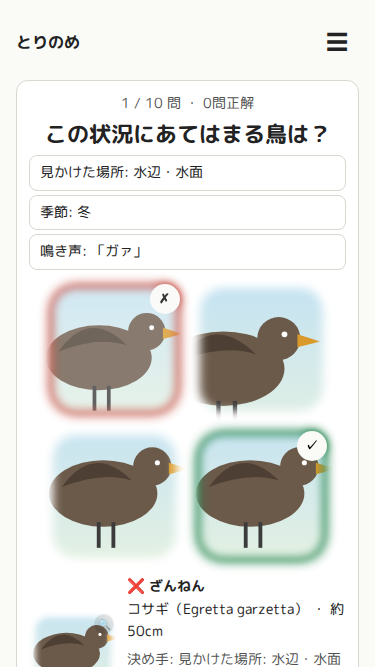 とりのめ
1 / 10 問 · 0問正解
この状況にあてはまる鳥は？
見かけた場所: 水辺・水面
季節: 冬
鳴き声: 「ガァ」
✗
✓
❌ ざんねん
コサギ（Egretta garzetta） · 約
50cm
決め手: 見かけた場所: 水辺・水面